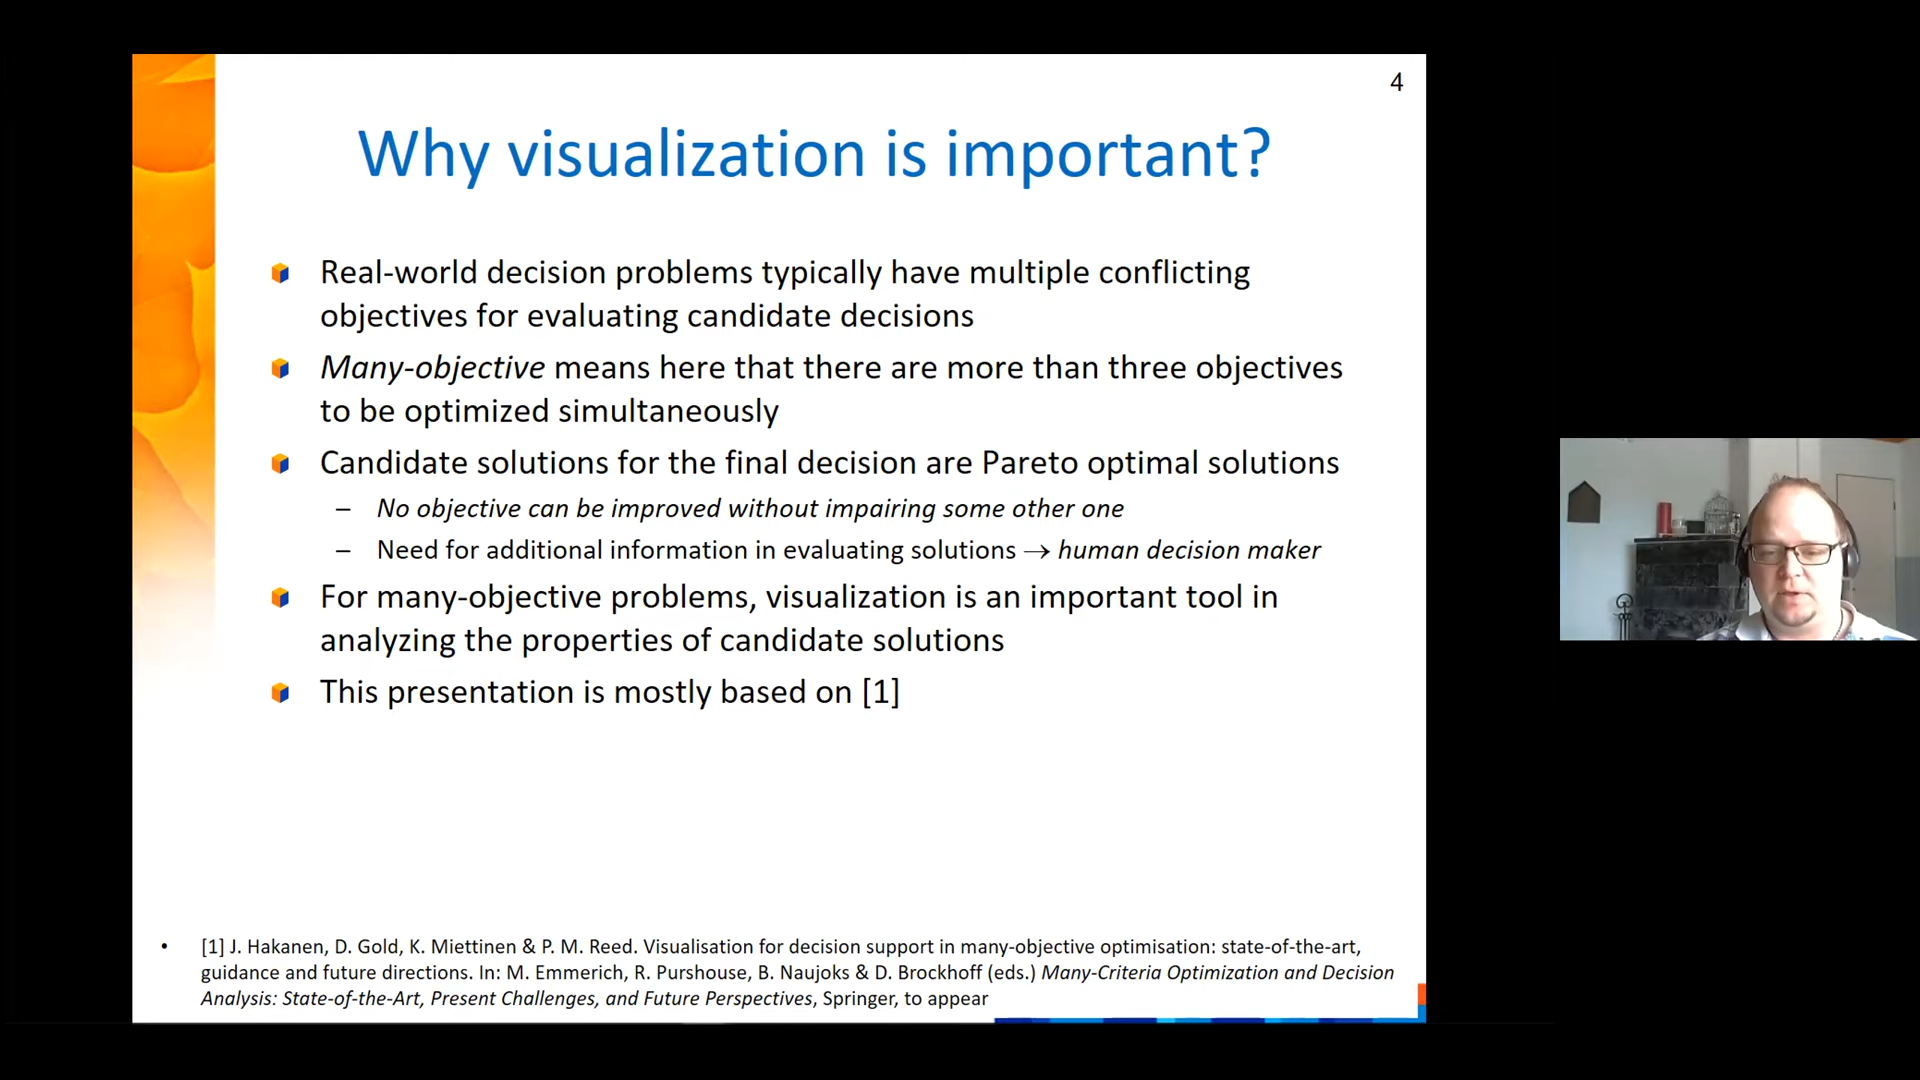 4
Why visualization is important?
Real-world decision problems typically have multiple conflicting
objectives for evaluating candidate decisions
Many-objective means here that there are more than three objectives
to be optimized simultaneously
Candidate solutions for the final decision are Pareto optimal solutions
– No objective can be improved without impairing some other one
– Need for additional information in evaluating solutions → human decision maker
For many-objective problems, visualization is an important tool in
analyzing the properties of candidate solutions
This presentation is mostly based on [1]
• [1] J. Hakanen, D. Gold, K. Miettinen & P. M. Reed. Visualisation for decision support in many-objective optimisation: state-of-the-art,
guidance and future directions. In: M. Emmerich, R. Purshouse, B. Naujoks & D. Brockhoff (eds.) Many-Criteria Optimization and Decision
Analysis: State-of-the-Art, Present Challenges, and Future Perspectives, Springer, to appear